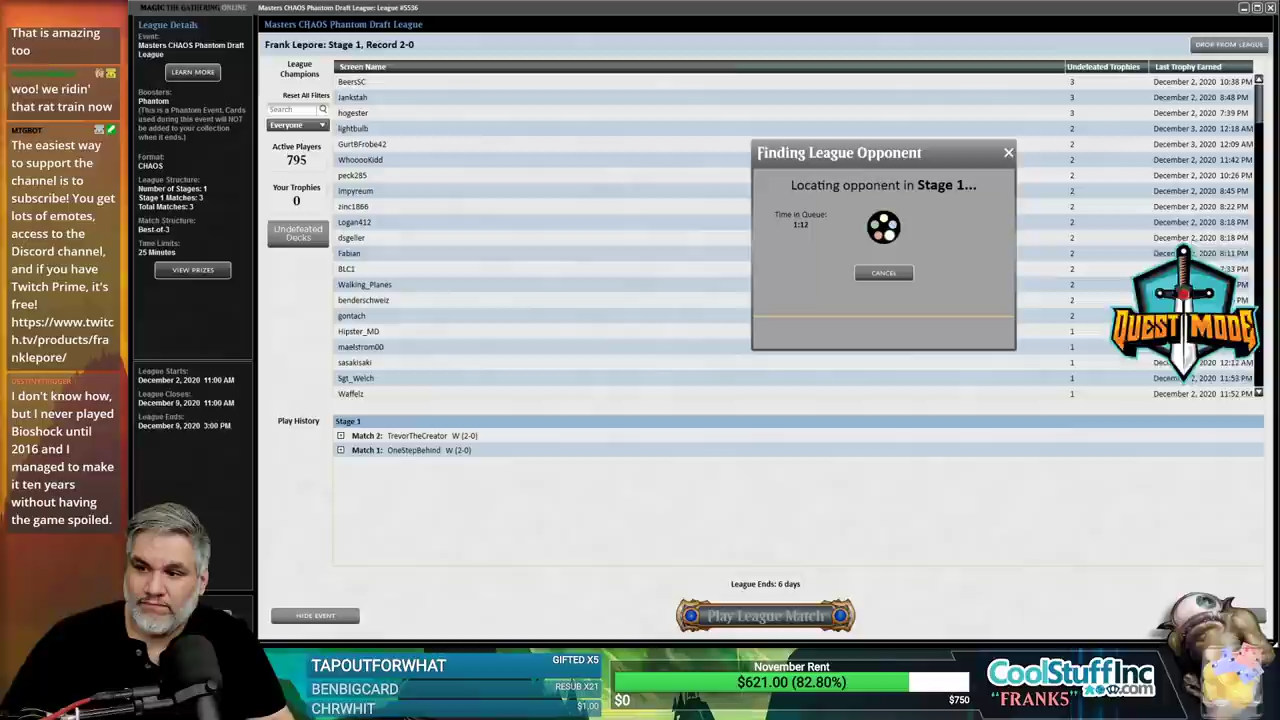 That is amazing
too
woo! we ridin'
that rat train now
M7GBOT
The easiest way
to support the
channel is to
subscribe! You get
lots of emotes,
access to the
Discord channel,
and if you have
Twitch Prime, it's
free!
https://www.twitc
h.tv/products/fra
nklepore/
DESTINYTRIGGER
I don't know how,
but I never played
Bioshock until
2016 and I
managed to make
it ten years
without having
the game spoiled.
MAGIC THE GATHERING ONLINE
Masters CHAOS Phantom Draft League: League #5536
League Details
Event:
Masters CHAOS Phantom Draft
League
LEARN MORE
Boosters:
Phantom
(This is a Phantom Event. Cards
used during this event will NOT
be added to your collection
when it ends.)
Format:
CHAOS
League Structure:
Number of Stages: 1
Stage 1 Matches: 3
Total Matches: 3
Match Structure:
Best-of-3
Time Limits:
25 Minutes
VIEW PRIZES
League Starts:
December 2, 2020 11:00 AM
League Closes:
December 9, 2020 11:00 AM
League Ends:
December 9, 2020 3:00 PM
Masters CHAOS Phantom Draft League
Frank Lepore: Stage 1, Record 2-0
DROP FROM LEAGUE
League
Champions
Reset All Filters
Search
Everyone
Active Players
795
Your Trophies
0
Undefeated
Decks
Screen Name Undefeated Trophies Last Trophy Earned
BeersSC 3 December 2, 2020 10:38 PM
Jankstah 3 December 2, 2020 8:48 PM
hogester 3 December 2, 2020 7:39 PM
lightbulb 2 December 3, 2020 12:18 AM
GurtBFrobe42 2 December 3, 2020 12:09 AM
WhooooKidd 2 December 2, 2020 11:42 PM
peck285 2 December 2, 2020 10:26 PM
Impyreum 2 December 2, 2020 8:45 PM
zinc1866 2 December 2, 2020 8:22 PM
Logan412 2 December 2, 2020 8:18 PM
dsgeller 2 December 2, 2020 8:18 PM
Fabian 2 December 2, 2020 8:11 PM
BLC1 2 7:33 PM
Walking_Planes 2 PM
benderschweiz 2 PM
gontach 2
Hipster_MD 1
maelstrom00 1
sasakisaki 1 12:12 AM
Sgt_Welch 1 2020 11:53 PM
Waffelz 1 December 2, 2020 11:52 PM
Finding League Opponent
Locating opponent in Stage 1...
Time in Queue:
1:12
CANCEL
QUEST MODE
Play History
Stage 1
Match 2: TrevorTheCreator W (2-0)
Match 1: OneStepBehind W (2-0)
League Ends: 6 days
HIDE EVENT
Play League Match
TAPOUTFORWHAT GIFTED X5
BENBIGCARD RESUB X21
CHRWHIT $1.00
November Rent
$621.00 (82.80%)
$0 $750
CoolStuffInc
.com
"FRANK5"